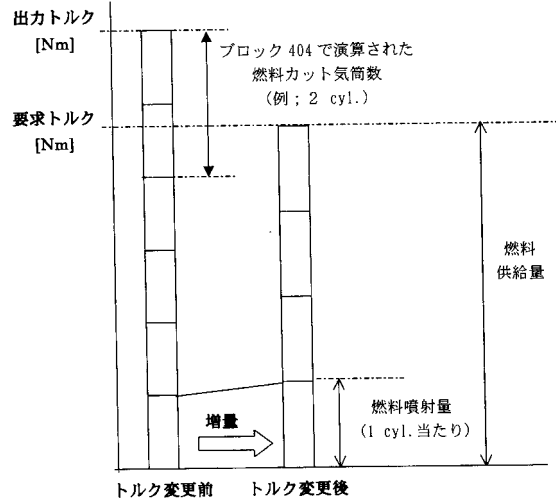 出力トルク
[Nm]
ブロック 404 で演算された
燃料カット気筒数
(例; 2 cyl.)
要求トルク
[Nm]
燃料
供給量
増量
燃料噴射量
(1 cyl. 当たり)
トルク変更前
トルク変更後